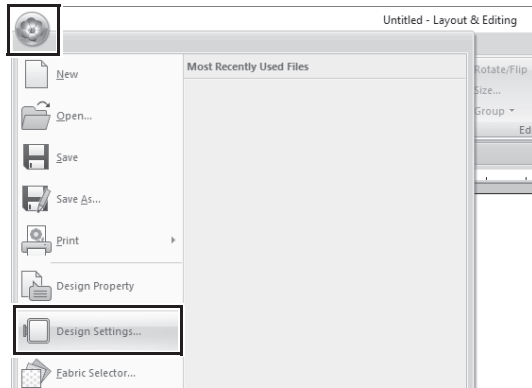 Untitled - Layout & Editing
Most Recently Used Files
Rotate/Flip
Size...
Group
Ed
New
Open...
Save
Save As...
Print
Design Property
Design Settings...
Fabric Selector...